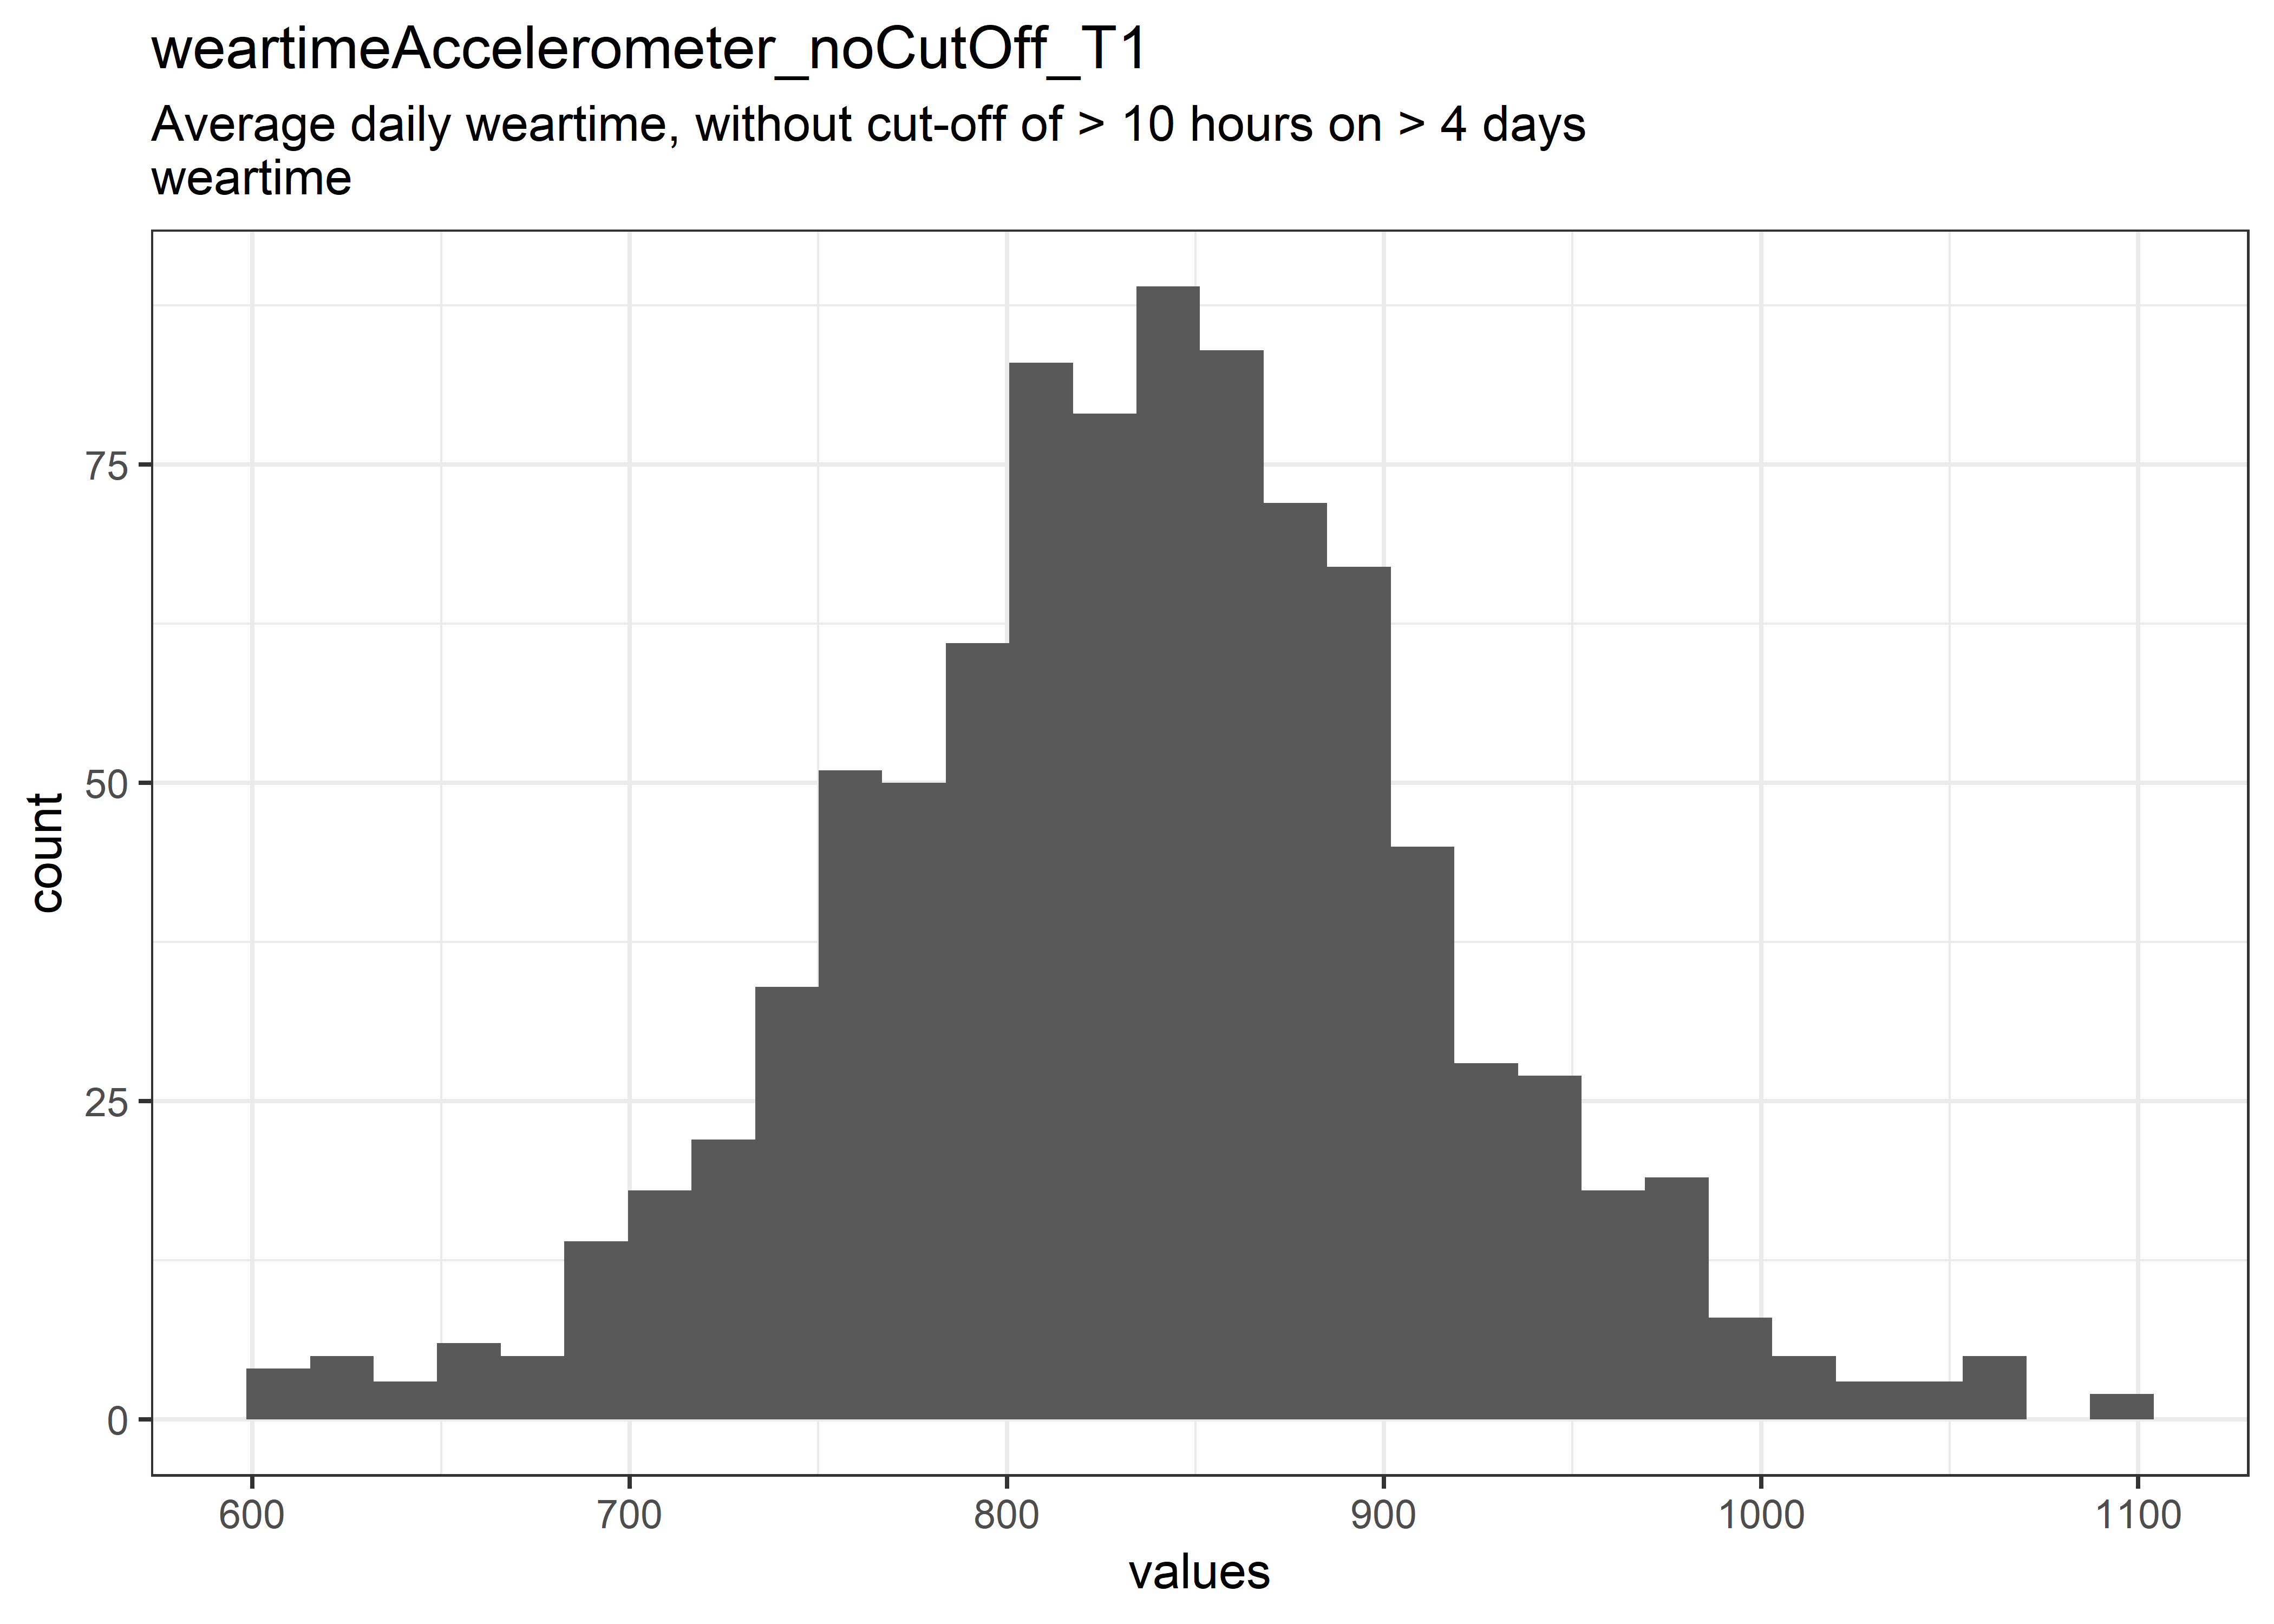 weartimeAccelerometer_noCutOff_T1
Average daily weartime, without cut-off of > 10 hours on > 4 days
weartime
count
75
50
25
0
600 700 800 900 1000 1100
values